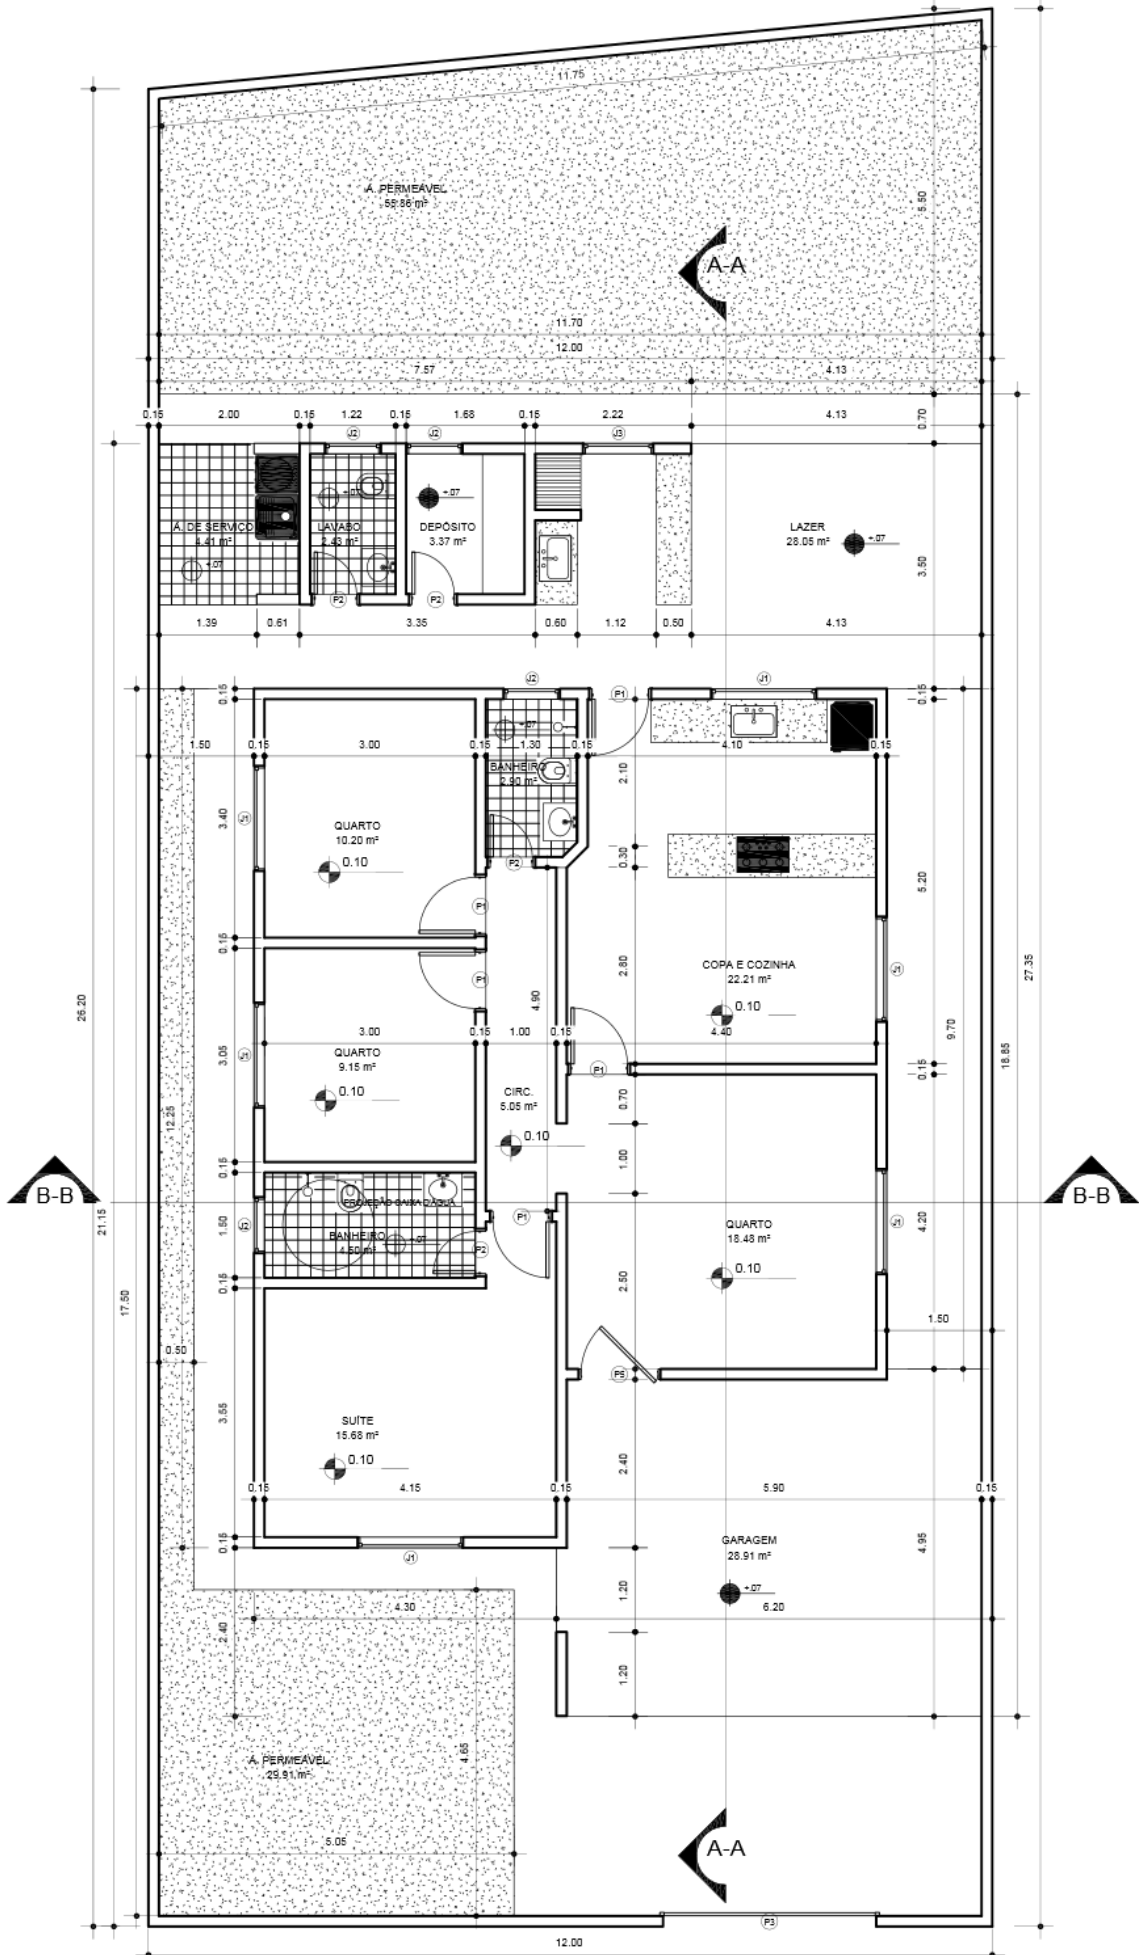 11.75
A. PERMEÁVEL
55.86 m²
5.50
A-A
11.70
12.00
7.57
4.13
0.15
2.00
0.15
1.22
0.15
1.68
0.15
2.22
4.13
0.70
J2
J2
J3
+.07
+.07
A. DE SERVIÇO
4.41 m²
LAVABO
2.43 m²
DEPÓSITO
3.37 m²
LAZER
28.05 m²
+.07
+.07
3.50
P2
P2
1.39
0.61
3.35
0.60
1.12
0.50
4.13
J2
P1
J1
0.15
0.15
+.07
1.50
0.15
3.00
0.15
1.30
0.15
4.10
0.15
BANHEIRO
2.90 m²
2.10
J1
3.40
QUARTO
10.20 m²
0.10
P2
0.30
5.20
P1
0.15
COPA E COZINHA
22.21 m²
0.10
2.80
J1
27.35
P1
4.90
26.20
3.00
0.15
1.00
0.15
4.40
9.70
18.85
J1
3.05
QUARTO
9.15 m²
0.10
P1
0.15
CIRC.
5.05 m²
0.10
0.70
12.25
1.00
0.15
B-B
B-B
PROJEÇÃO CAIXA D'ÁGUA
21.15
J2
1.50
BANHEIRO
4.50 m²
+.07
P1
P2
QUARTO
18.48 m²
0.10
J1
4.20
0.15
2.50
17.50
1.50
0.50
P5
3.55
SUÍTE
15.68 m²
0.10
2.40
0.15
4.15
0.15
5.90
0.15
0.15
J1
GARAGEM
28.91 m²
+.07
4.95
1.20
4.30
6.20
2.40
1.20
4.65
A. PERMEÁVEL
29.91 m²
5.05
A-A
P3
12.00